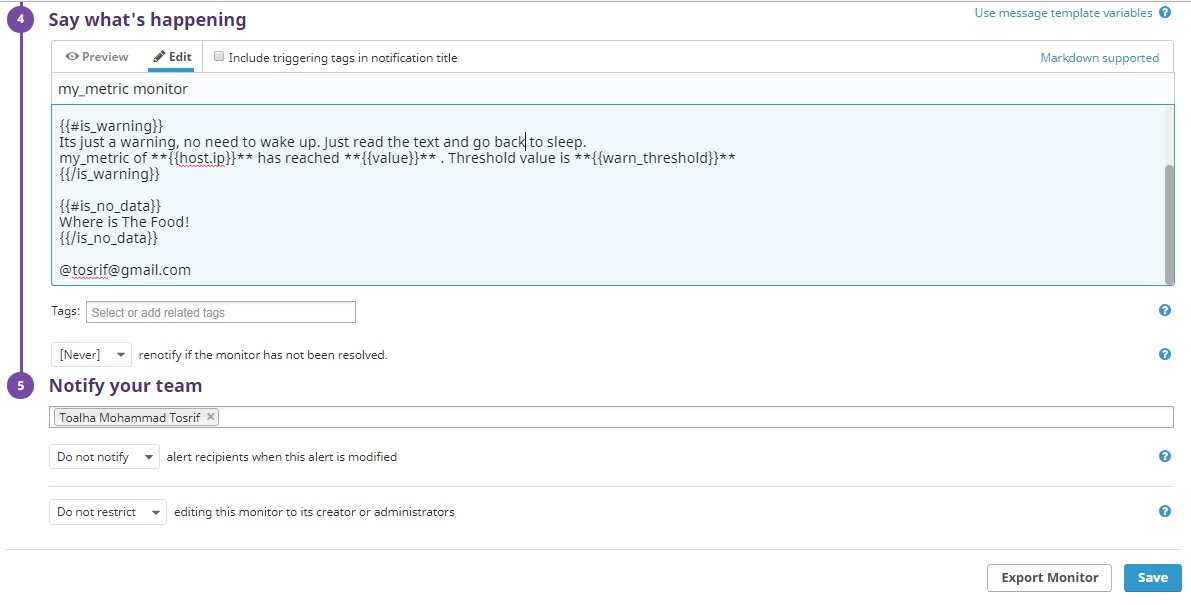 4 Say what's happening
Use message template variables ?
Preview Edit Include triggering tags in notification title Markdown supported
my_metric monitor
{{#is_warning}}
Its just a warning, no need to wake up. Just read the text and go back to sleep.
my_metric of **{{host.ip}}** has reached **{{value}}** . Threshold value is **{{warn_threshold}}**
{{/is_warning}}
{{#is_no_data}}
Where is The Food!
{{/is_no_data}}
@tosrif@gmail.com
Tags: Select or add related tags ?
[Never] renotify if the monitor has not been resolved. ?
5 Notify your team
Toalha Mohammad Tosrif ×
Do not notify alert recipients when this alert is modified ?
Do not restrict editing this monitor to its creator or administrators ?
Export Monitor Save